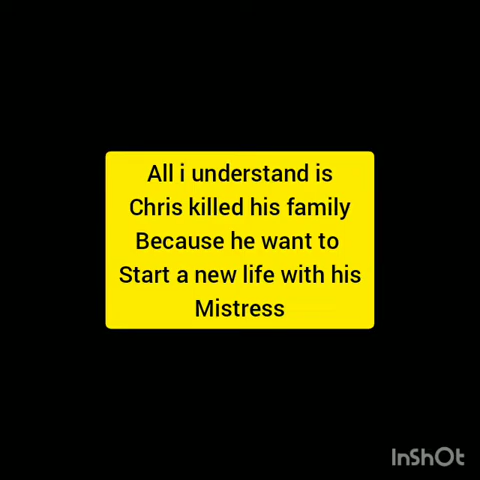 All i understand is
Chris killed his family
Because he want to
Start a new life with his
Mistress
InShOt